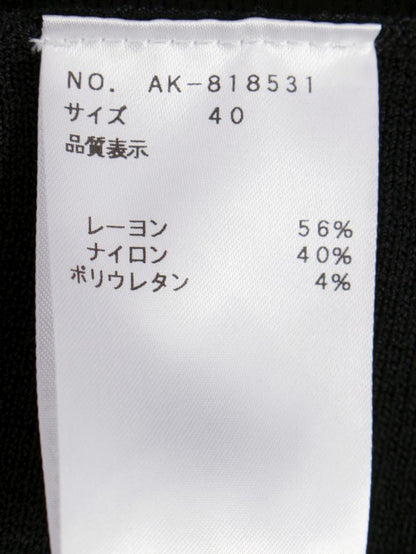 NO. AK-818531
サイズ 40
品質表示
レーヨン 56%
ナイロン 40%
ポリウレタン 4%